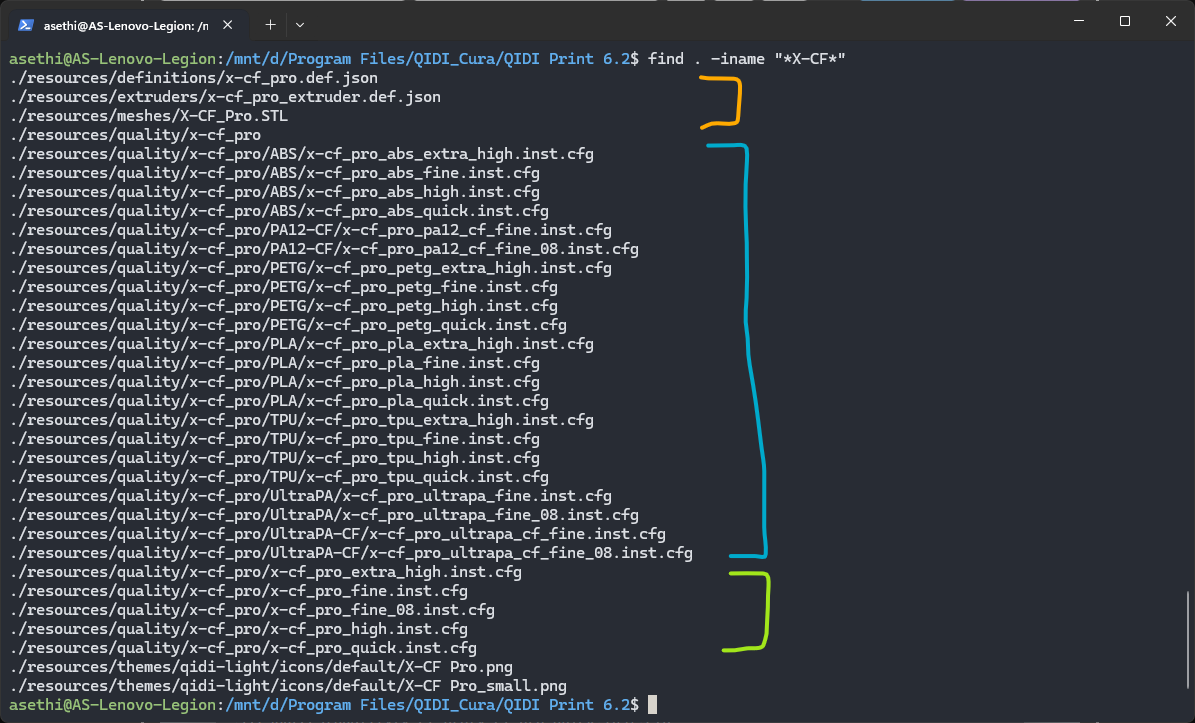 asethi@AS-Lenovo-Legion: /n
asethi@AS-Lenovo-Legion:/mnt/d/Program Files/QIDI_Cura/QIDI Print 6.2$ find . -iname "*X-CF*"
./resources/definitions/x-cf_pro.def.json
./resources/extruders/x-cf_pro_extruder.def.json
./resources/meshes/X-CF_Pro.STL
./resources/quality/x-cf_pro
./resources/quality/x-cf_pro/ABS/x-cf_pro_abs_extra_high.inst.cfg
./resources/quality/x-cf_pro/ABS/x-cf_pro_abs_fine.inst.cfg
./resources/quality/x-cf_pro/ABS/x-cf_pro_abs_high.inst.cfg
./resources/quality/x-cf_pro/ABS/x-cf_pro_abs_quick.inst.cfg
./resources/quality/x-cf_pro/PA12-CF/x-cf_pro_pa12_cf_fine.inst.cfg
./resources/quality/x-cf_pro/PA12-CF/x-cf_pro_pa12_cf_fine_08.inst.cfg
./resources/quality/x-cf_pro/PETG/x-cf_pro_petg_extra_high.inst.cfg
./resources/quality/x-cf_pro/PETG/x-cf_pro_petg_fine.inst.cfg
./resources/quality/x-cf_pro/PETG/x-cf_pro_petg_high.inst.cfg
./resources/quality/x-cf_pro/PETG/x-cf_pro_petg_quick.inst.cfg
./resources/quality/x-cf_pro/PLA/x-cf_pro_pla_extra_high.inst.cfg
./resources/quality/x-cf_pro/PLA/x-cf_pro_pla_fine.inst.cfg
./resources/quality/x-cf_pro/PLA/x-cf_pro_pla_high.inst.cfg
./resources/quality/x-cf_pro/PLA/x-cf_pro_pla_quick.inst.cfg
./resources/quality/x-cf_pro/TPU/x-cf_pro_tpu_extra_high.inst.cfg
./resources/quality/x-cf_pro/TPU/x-cf_pro_tpu_fine.inst.cfg
./resources/quality/x-cf_pro/TPU/x-cf_pro_tpu_high.inst.cfg
./resources/quality/x-cf_pro/TPU/x-cf_pro_tpu_quick.inst.cfg
./resources/quality/x-cf_pro/UltraPA/x-cf_pro_ultrapa_fine.inst.cfg
./resources/quality/x-cf_pro/UltraPA/x-cf_pro_ultrapa_fine_08.inst.cfg
./resources/quality/x-cf_pro/UltraPA-CF/x-cf_pro_ultrapa_cf_fine.inst.cfg
./resources/quality/x-cf_pro/UltraPA-CF/x-cf_pro_ultrapa_cf_fine_08.inst.cfg
./resources/quality/x-cf_pro/x-cf_pro_extra_high.inst.cfg
./resources/quality/x-cf_pro/x-cf_pro_fine.inst.cfg
./resources/quality/x-cf_pro/x-cf_pro_fine_08.inst.cfg
./resources/quality/x-cf_pro/x-cf_pro_high.inst.cfg
./resources/quality/x-cf_pro/x-cf_pro_quick.inst.cfg
./resources/themes/qidi-light/icons/default/X-CF Pro.png
./resources/themes/qidi-light/icons/default/X-CF Pro_small.png
asethi@AS-Lenovo-Legion:/mnt/d/Program Files/QIDI_Cura/QIDI Print 6.2$